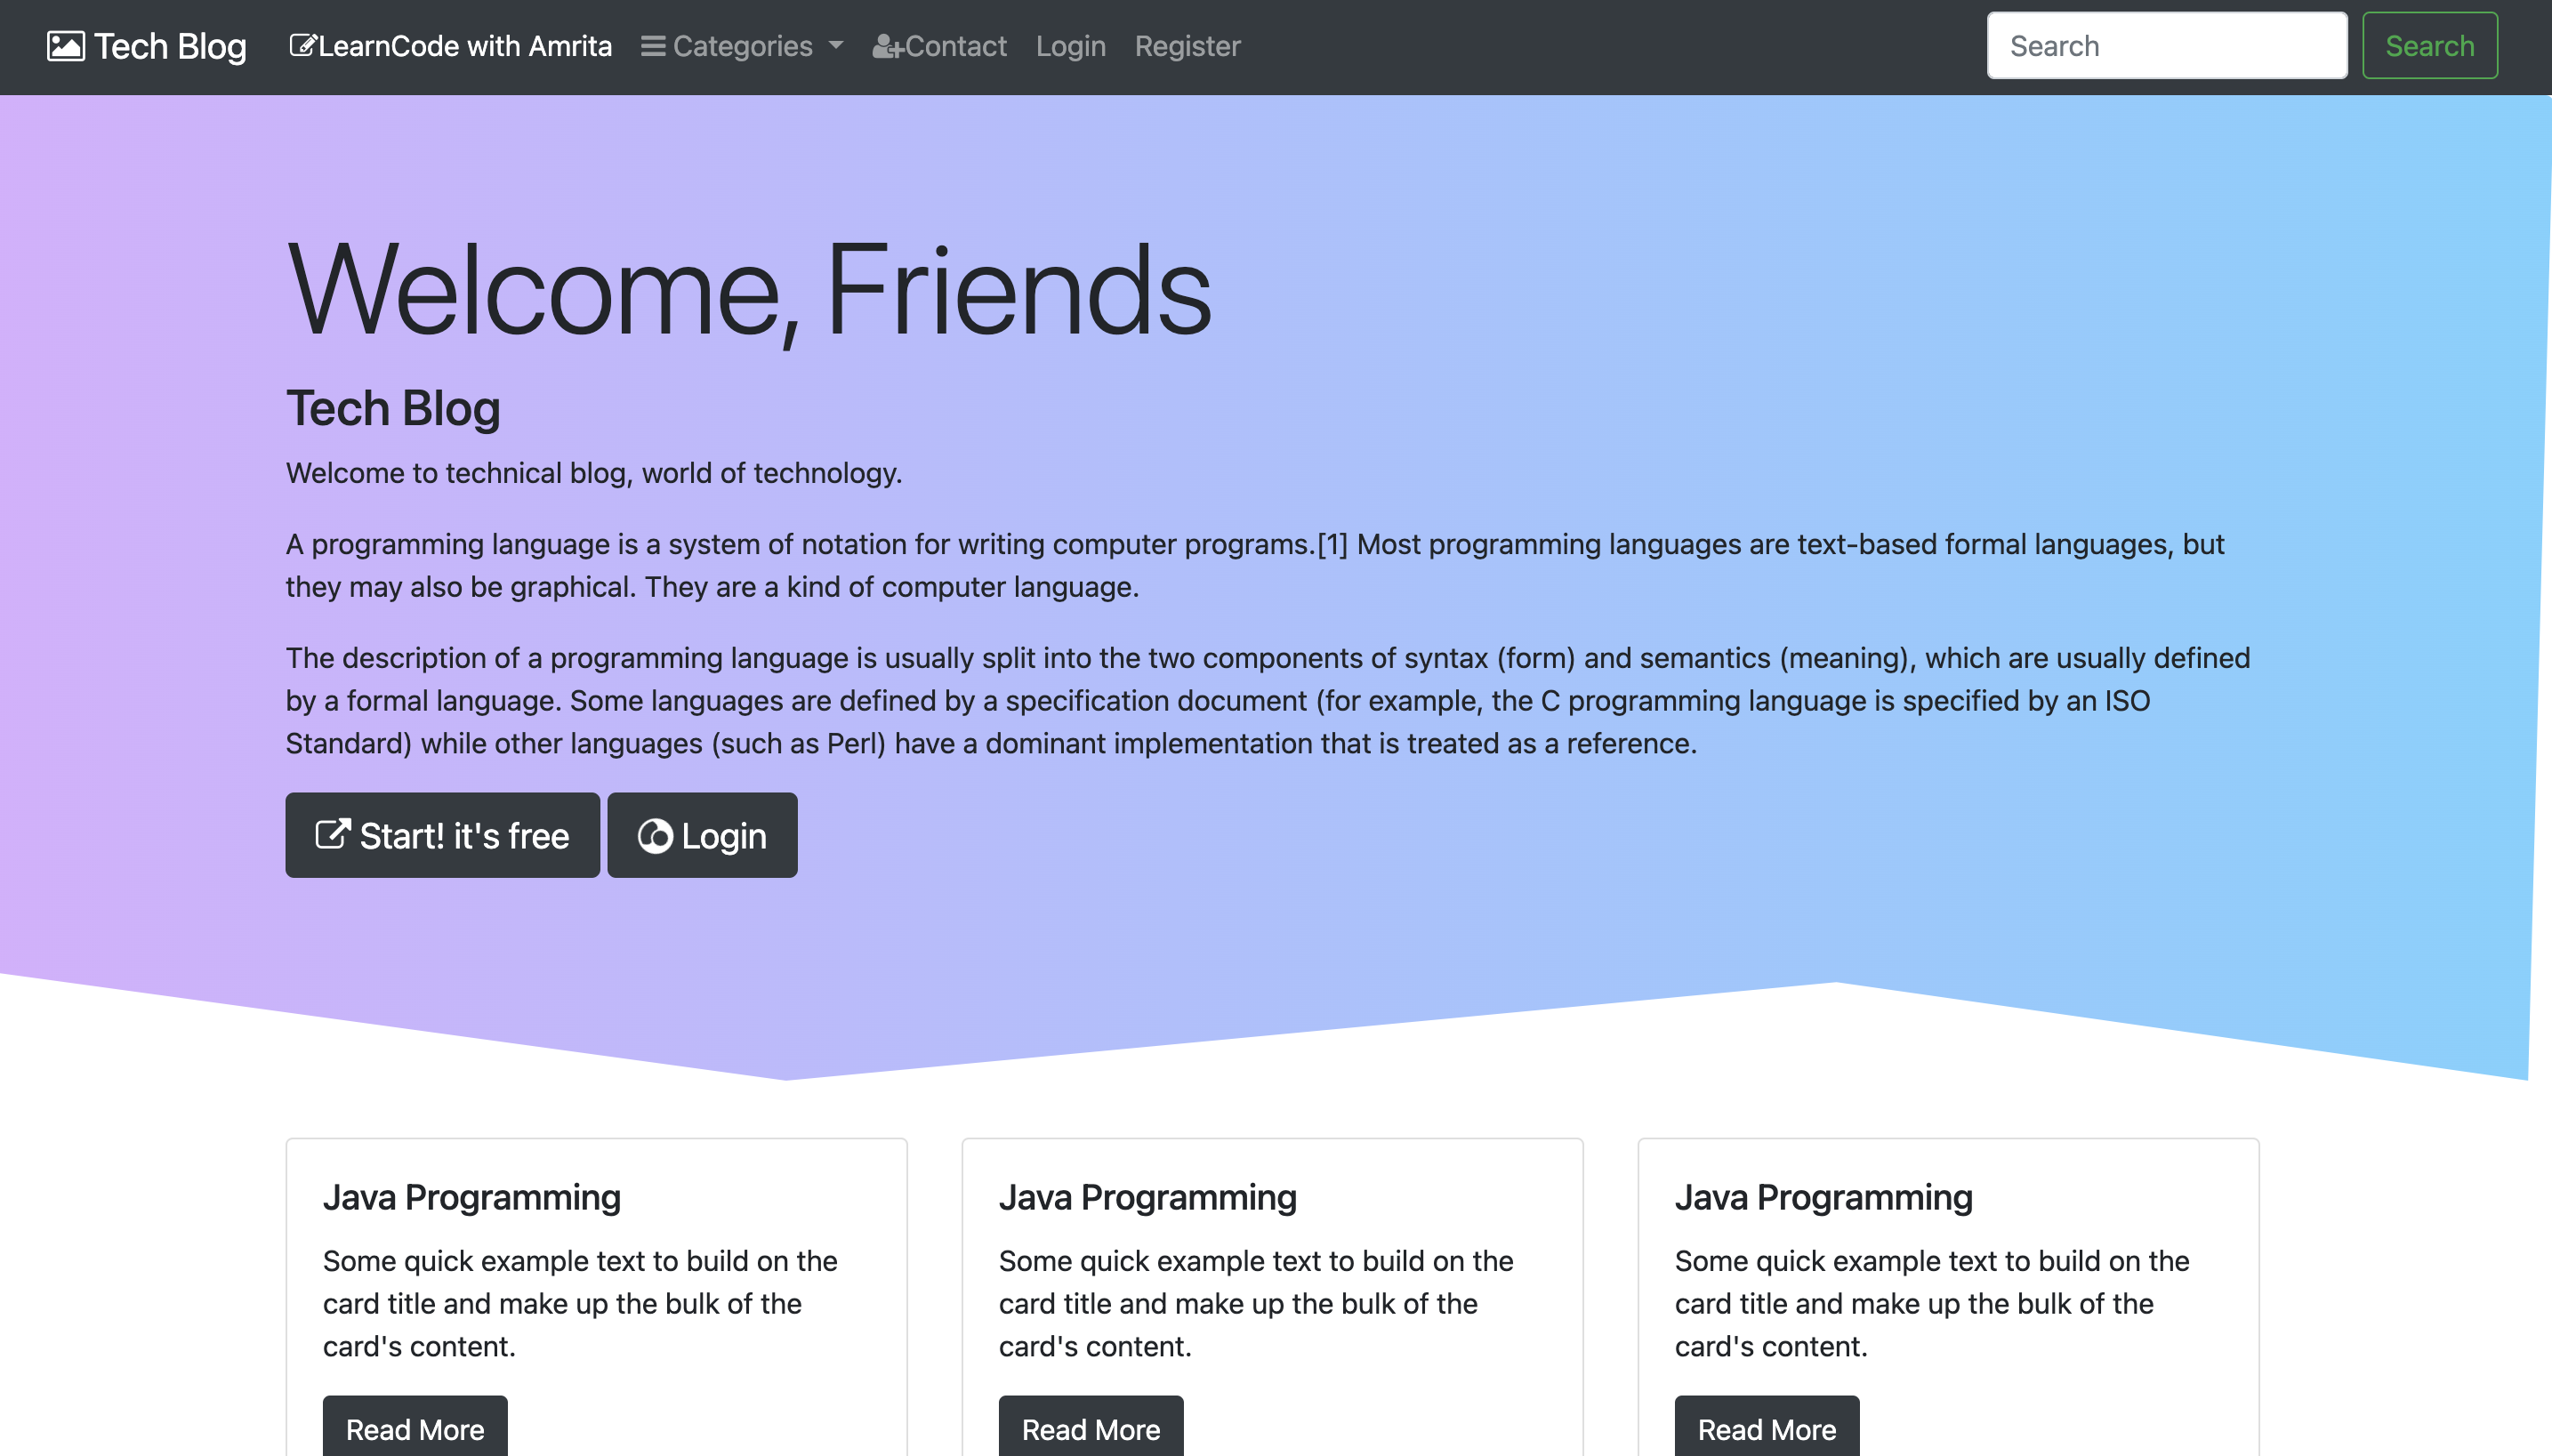 Tech Blog LearnCode with Amrita Categories Contact Login Register Search Search
Welcome, Friends
Tech Blog
Welcome to technical blog, world of technology.
A programming language is a system of notation for writing computer programs.[1] Most programming languages are text-based formal languages, but
they may also be graphical. They are a kind of computer language.
The description of a programming language is usually split into the two components of syntax (form) and semantics (meaning), which are usually defined
by a formal language. Some languages are defined by a specification document (for example, the C programming language is specified by an ISO
Standard) while other languages (such as Perl) have a dominant implementation that is treated as a reference.
Start! it's free Login
Java Programming
Some quick example text to build on the
card title and make up the bulk of the
card's content.
Read More
Java Programming
Some quick example text to build on the
card title and make up the bulk of the
card's content.
Read More
Java Programming
Some quick example text to build on the
card title and make up the bulk of the
card's content.
Read More